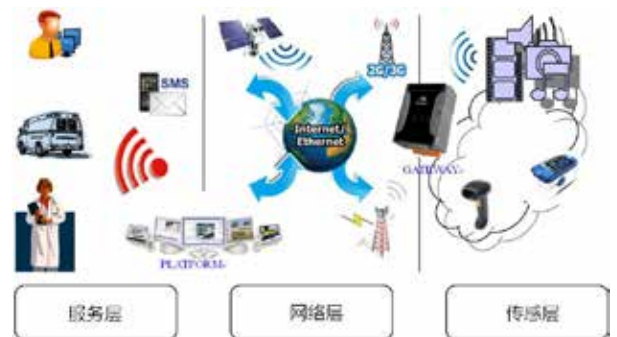 SMS
2G/3G
Internet/
Ethernet
GATEWAY
PLATFORM
服务层
网络层
传感层